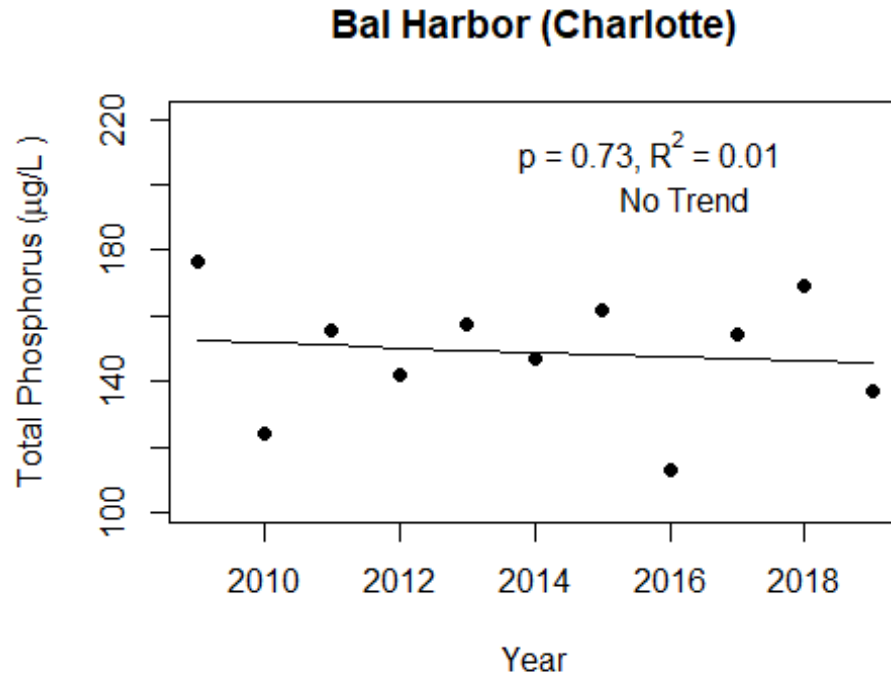 Bal Harbor (Charlotte)
p = 0.73, R² = 0.01
No Trend
Total Phosphorus (µg/L )
220
180
140
100
2010 2012 2014 2016 2018
Year